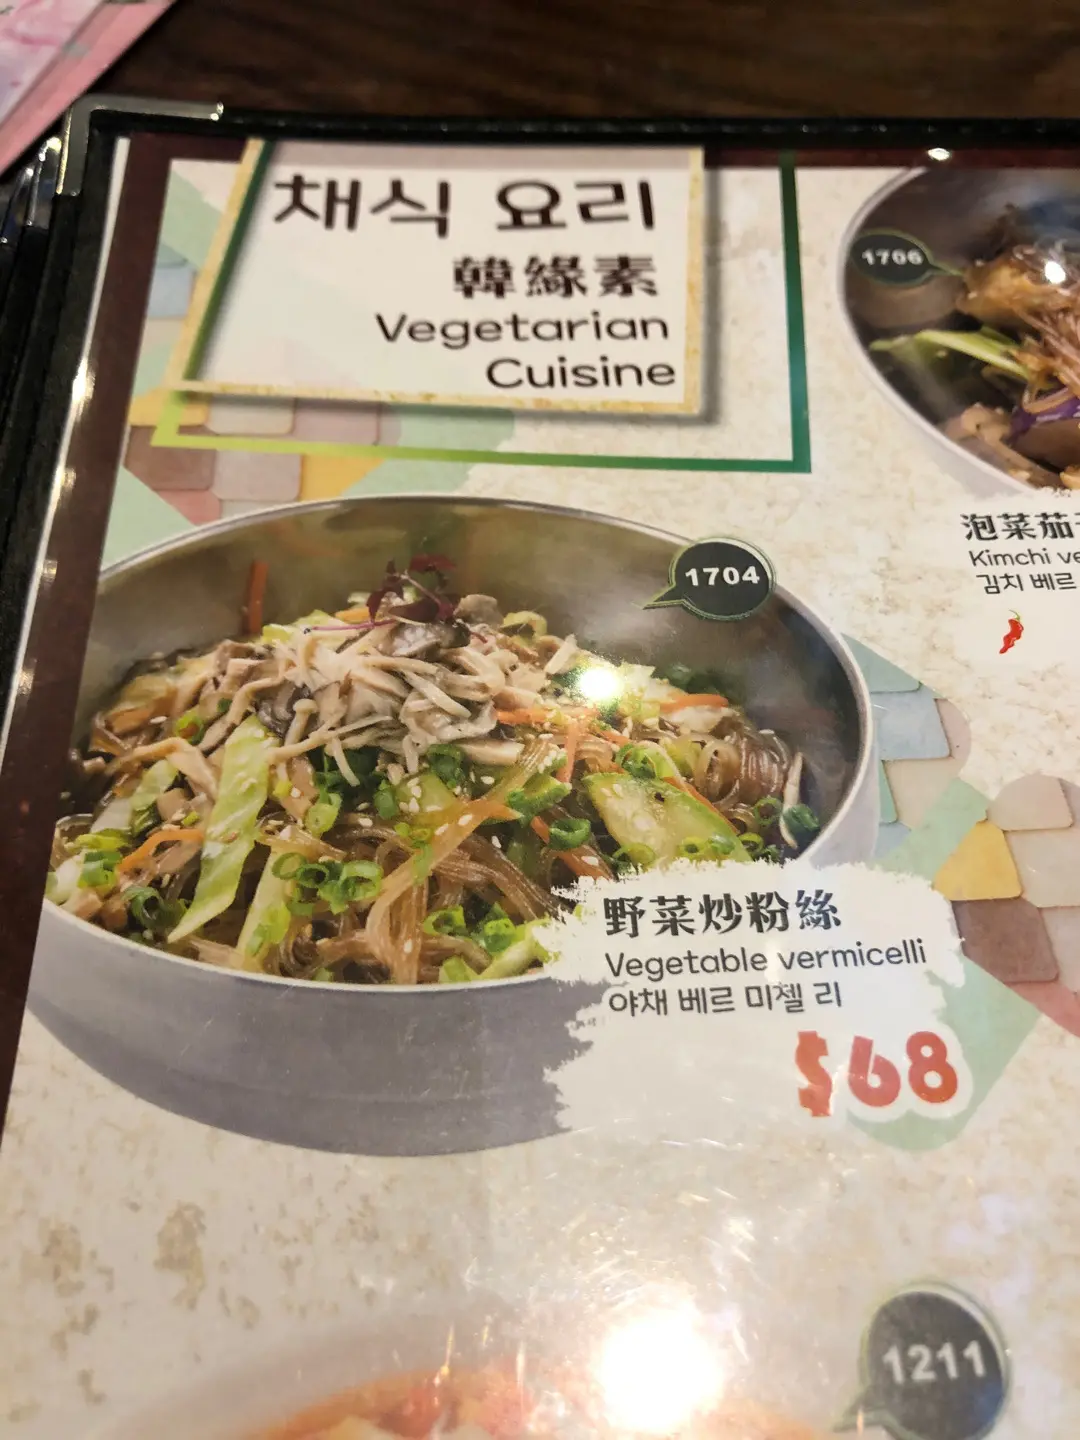 채식 요리
韓緣素
Vegetarian
Cuisine
1706
泡菜茄
Kimchi
김치 베르
1704
野菜炒粉絲
Vegetable vermicelli
야채 베르 미첼 리
$68
1211